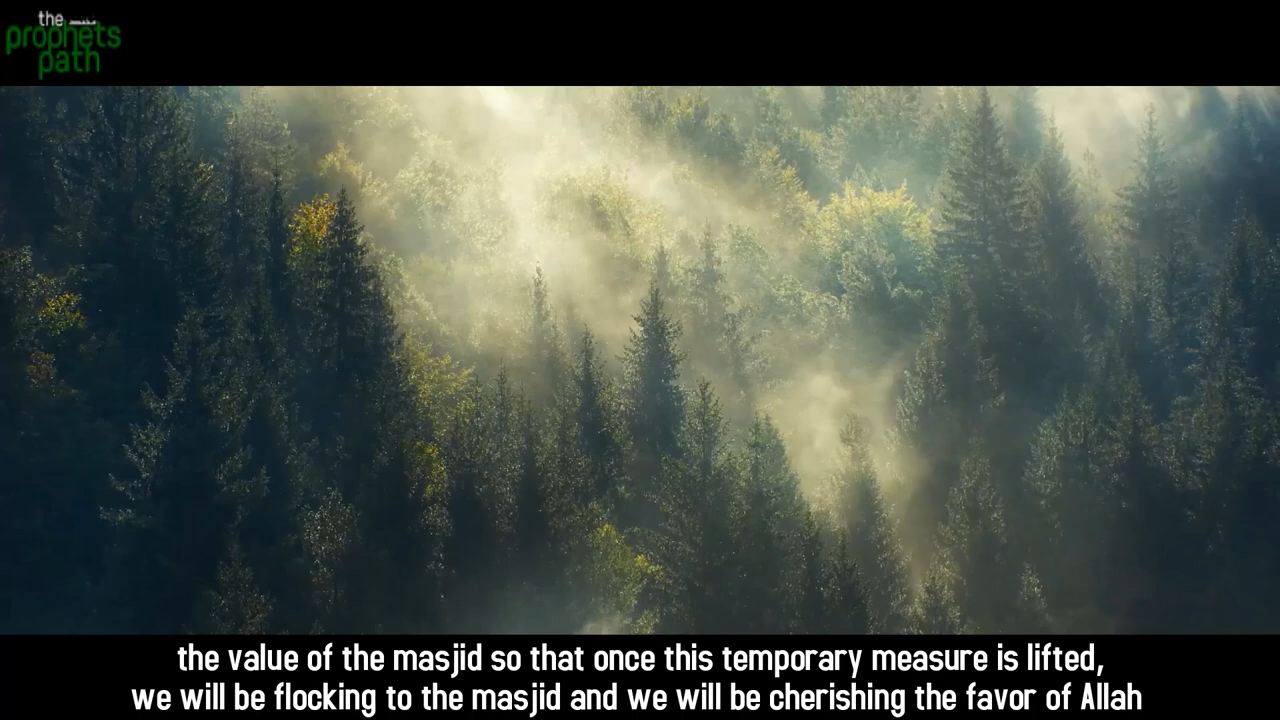 the
prophets
path
the value of the masjid so that once this temporary measure is lifted,
we will be flocking to the masjid and we will be cherishing the favor of Allah